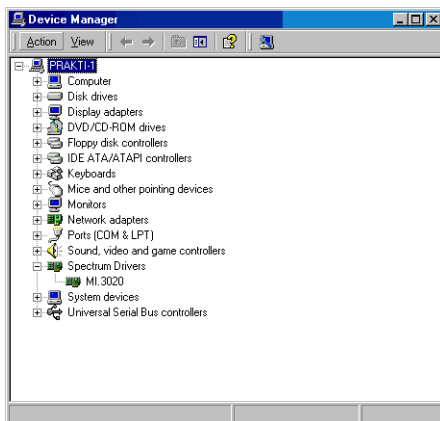 Device Manager
Action View
PRAKTI-1
Computer
Disk drives
Display adapters
DVD/CD-ROM drives
Floppy disk controllers
IDE ATA/ATAPI controllers
Keyboards
Mice and other pointing devices
Monitors
Network adapters
Ports (COM & LPT)
Sound, video and game controllers
Spectrum Drivers
MI.3020
System devices
Universal Serial Bus controllers